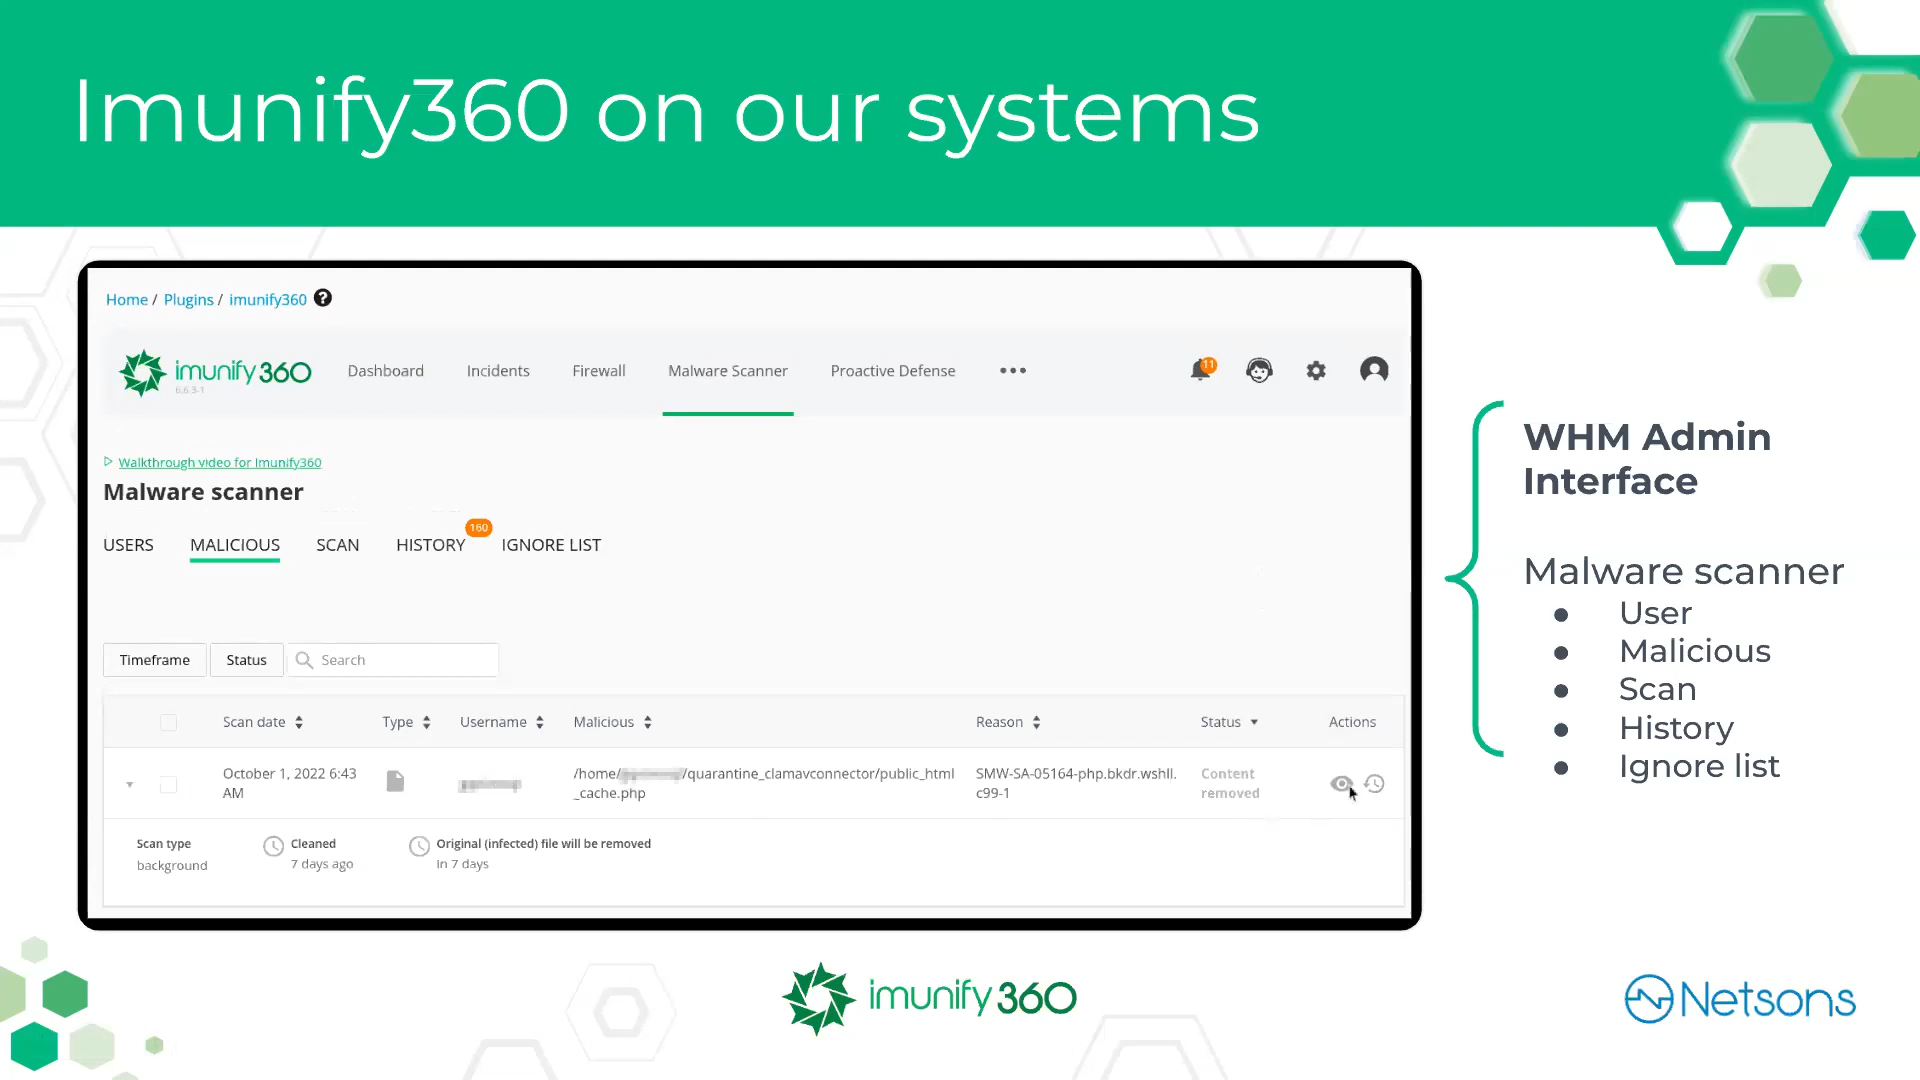 Imunify360 on our systems
Home / Plugins / imunify360 ?
imunify360
6.6.3-1
Dashboard
Incidents
Firewall
Malware Scanner
Proactive Defense
11
Walkthrough video for Imunify360
Malware scanner
USERS
MALICIOUS
SCAN
HISTORY
160
IGNORE LIST
Timeframe
Status
Search
Scan date
Type
Username
Malicious
Reason
Status
Actions
October 1, 2022 6:43
AM
/home/ /quarantine_clamavconnector/public_html
_cache.php
SMW-SA-05164-php.bkdr.wshll.
c99-1
Content
removed
Scan type
background
Cleaned
7 days ago
Original (infected) file will be removed
in 7 days
WHM Admin
Interface
Malware scanner
● User
● Malicious
● Scan
● History
● Ignore list
imunify360
Netsons